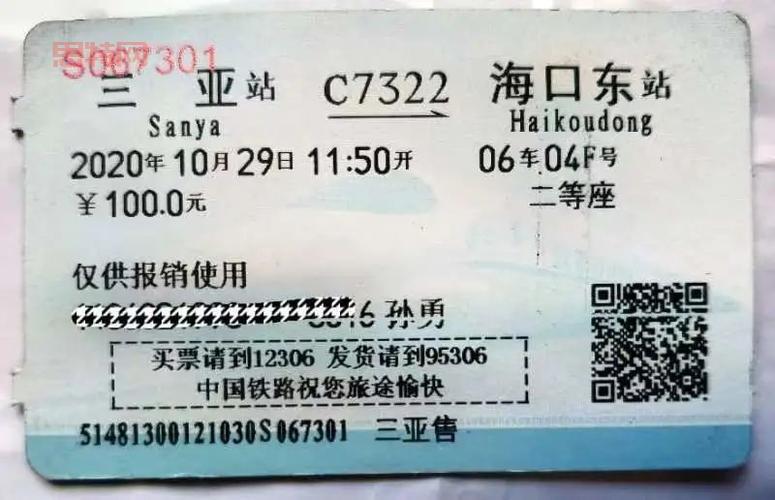 S067301
三亚站 C7322 海口东站
Sanya Haikoudong
2020年10月29日 11:50开 06车04F号
￥100.0元 二等座
仅供报销使用
孙勇
买票请到12306 发货请到95306
中国铁路祝您旅途愉快
51481300121030S067301 三亚售